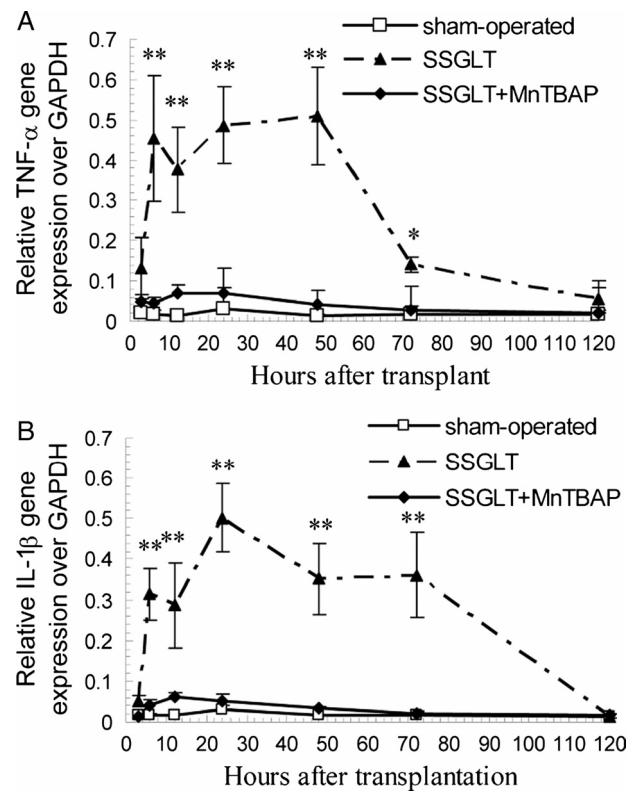 A
sham-operated
SSGLT
SSGLT+MnTBAP
Relative TNF-α gene
expression over GAPDH
0.7
0.6
0.5
0.4
0.3
0.2
0.1
0
** ** ** ** *
0 10 20 30 40 50 60 70 80 90 100 110 120
Hours after transplant
B
sham-operated
SSGLT
SSGLT+MnTBAP
Relative IL-1β gene
expression over GAPDH
0.7
0.6
0.5
0.4
0.3
0.2
0.1
0
** ** ** ** **
0 10 20 30 40 50 60 70 80 90 100 110 120
Hours after transplantation